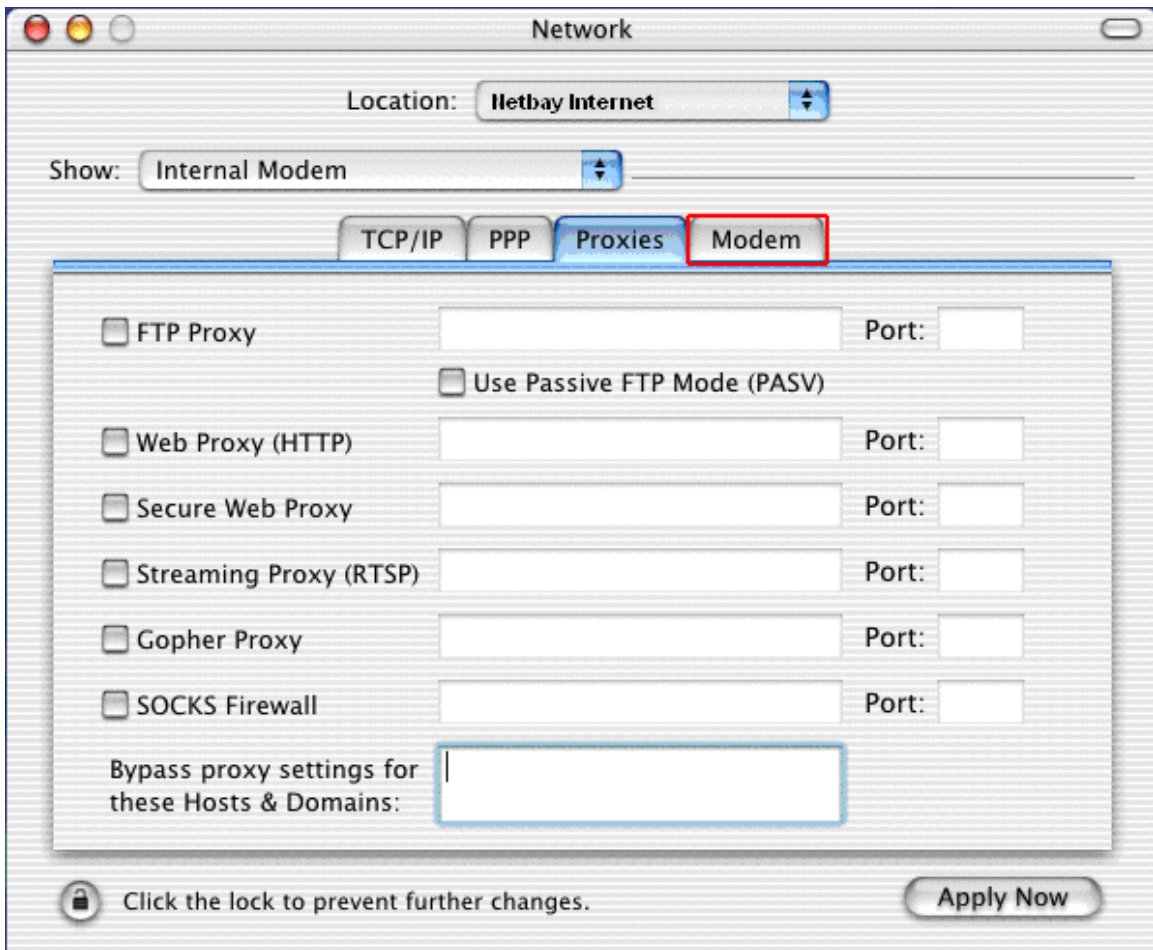 Network
Location: Netbay Internet
Show: Internal Modem
TCP/IP PPP Proxies Modem
FTP Proxy Port:
Use Passive FTP Mode (PASV)
Web Proxy (HTTP) Port:
Secure Web Proxy Port:
Streaming Proxy (RTSP) Port:
Gopher Proxy Port:
SOCKS Firewall Port:
Bypass proxy settings for
these Hosts & Domains:
Click the lock to prevent further changes. Apply Now